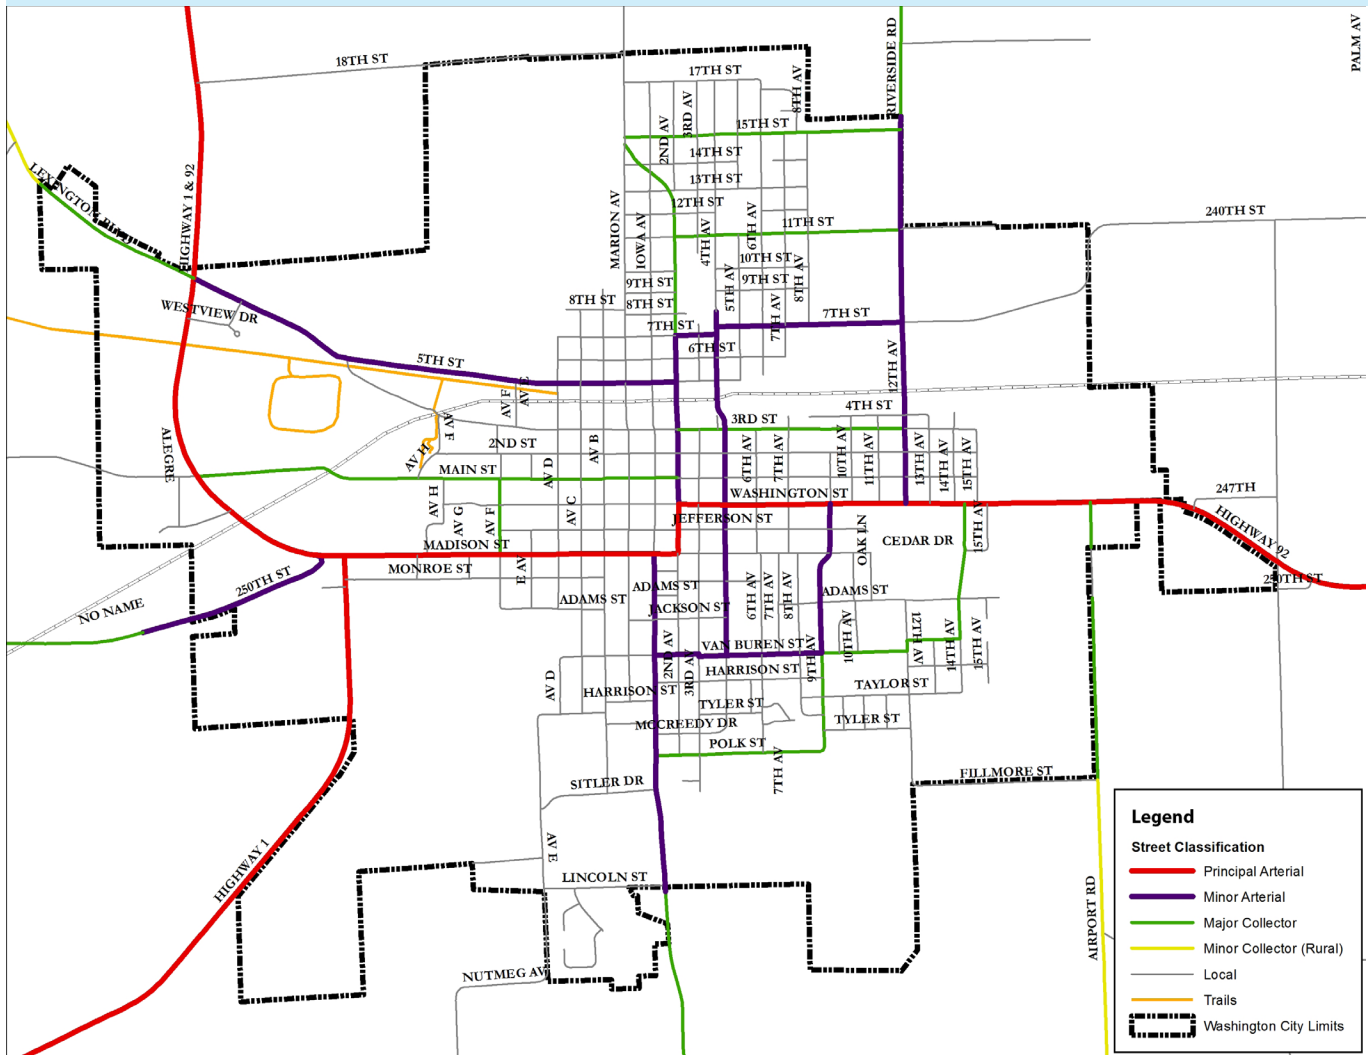 PALM AV
18TH ST
17TH ST
8TH AV
RIVERSIDE RD
3RD AV
2ND AV
15TH ST
14TH ST
13TH ST
LEXINGTON BLVD
HIGHWAY 1 & 92
MARION AV
IOWA AV
12TH ST
4TH AV
6TH AV
11TH ST
240TH ST
10TH ST
9TH ST
9TH ST
8TH AV
5TH AV
7TH AV
8TH ST
8TH ST
WESTVIEW DR
7TH ST
7TH ST
6TH ST
5TH ST
12TH AV
AV F
AV E
4TH ST
3RD ST
AV F
ALEGRE
2ND ST
AV B
AV H
MAIN ST
AV D
6TH AV
7TH AV
10TH AV
11TH AV
13TH AV
14TH AV
15TH AV
WASHINGTON ST
247TH
AV H
AV G
AV F
AV C
JEFFERSON ST
HIGHWAY 92
15TH AV
OAK LN
CEDAR DR
MADISON ST
MONROE ST
E AV
250TH ST
250TH ST
NO NAME
ADAMS ST
ADAMS ST
ADAMS ST
JACKSON ST
6TH AV
7TH AV
8TH AV
VAN BUREN ST
2ND AV
3RD AV
9TH AV
10TH AV
12TH AV
14TH AV
15TH AV
AV D
HARRISON ST
HARRISON ST
TAYLOR ST
TYLER ST
TYLER ST
MCCREEDY DR
POLK ST
7TH AV
SITLER DR
FILLMORE ST
AV E
HIGHWAY 1
LINCOLN ST
NUTMEG AV
AIRPORT RD
Legend
Street Classification
Principal Arterial
Minor Arterial
Major Collector
Minor Collector (Rural)
Local
Trails
Washington City Limits